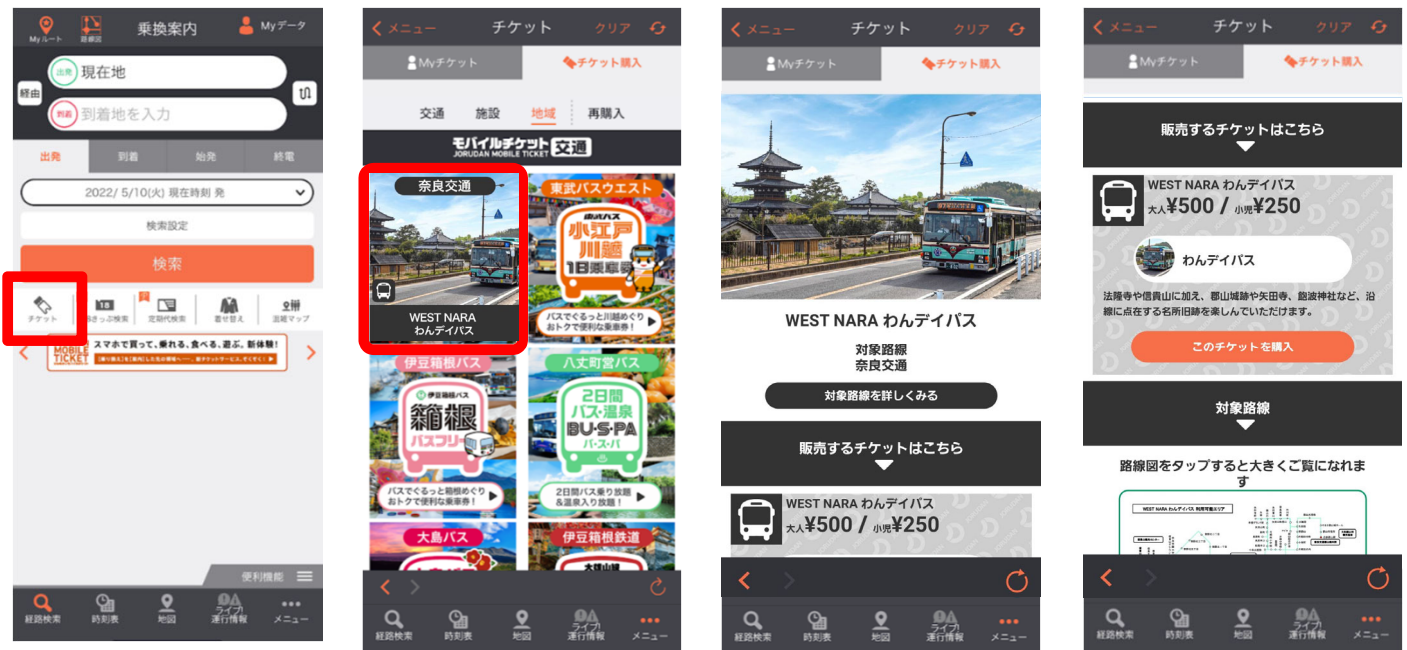 Myルート
路線図
乗換案内
Myデータ
出発
現在地
経由
到着
到着地を入力
出発
到着
始発
終電
2022/ 5/10(火) 現在時刻 発
検索設定
検索
チケット
定期代検索
着せ替え
混雑マップ
MOBILE
TICKET
スマホで買って、乗れる、食べる、遊ぶ。新体験!
便利機能
経路検索
時刻表
地図
ライブ!
運行情報
メニュー
メニュー
チケット
クリア
Myチケット
チケット購入
交通
施設
地域
再購入
モバイルチケット 交通
JORUDAN MOBILE TICKET
奈良交通
WEST NARA
わんデイパス
東武バスウエスト
東武バス
小江戸
川越
1日乗車券
バスでぐるっと川越めぐり
おトクで便利な乗車券!
伊豆箱根バス
伊豆箱根バス
箱根
バスフリー
バスでぐるっと箱根めぐり
おトクで便利な乗車券!
八丈町営バス
2日間
バス・温泉
BU・S・PA
バ・ス・パ
2日間バス乗り放題
&温泉入り放題!
大島バス
伊豆箱根鉄道
大雄山線
経路検索
時刻表
地図
ライブ!
運行情報
メニュー
メニュー
チケット
クリア
Myチケット
チケット購入
WEST NARA わんデイパス
対象路線
奈良交通
対象路線を詳しくみる
販売するチケットはこちら
WEST NARA わんデイパス
大人¥500 / 小児¥250
経路検索
時刻表
地図
ライブ!
運行情報
メニュー
メニュー
チケット
クリア
Myチケット
チケット購入
販売するチケットはこちら
WEST NARA わんデイパス
大人¥500 / 小児¥250
わんデイパス
法隆寺や信貴山に加え、郡山城跡や矢田寺、龍波神社など、沿
線に点在する名所旧跡を楽しんでいただけます。
このチケットを購入
対象路線
路線図をタップすると大きくご覧になれま
す
WEST NARA わんデイパス 利用可能エリア
経路検索
時刻表
地図
ライブ!
運行情報
メニュー